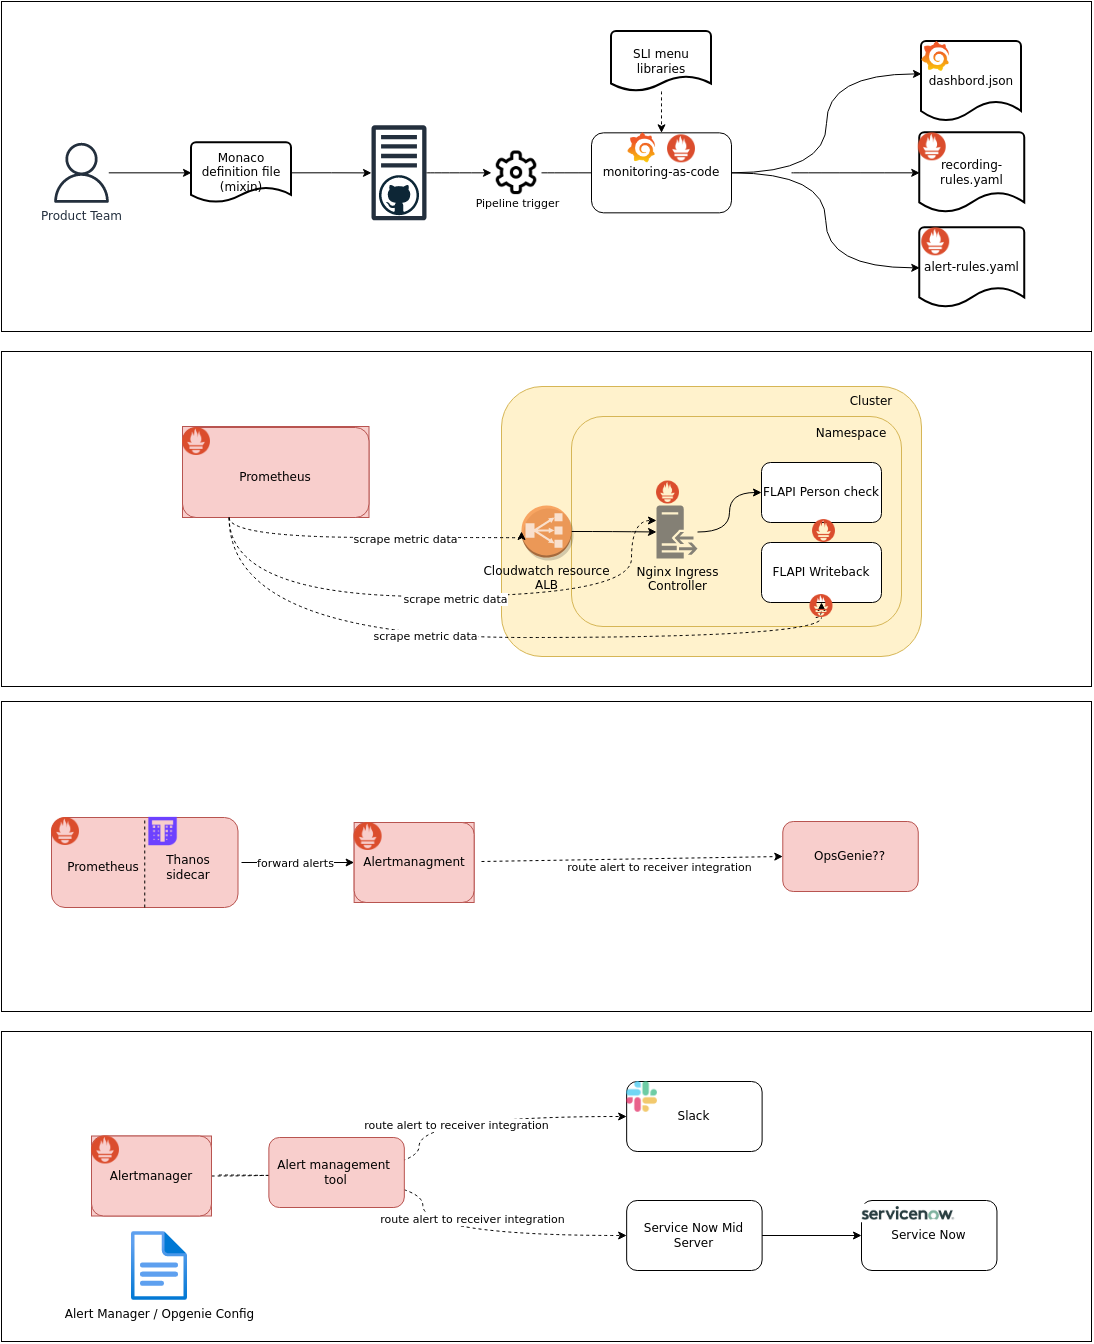 SLI menu
libraries
dashbord.json
Monaco
definition file
(mixin)
monitoring-as-code
recording-
rules.yaml
Pipeline trigger
Product Team
alert-rules.yaml
Cluster
Namespace
Prometheus
FLAPI Person check
scrape metric data
Cloudwatch resource
ALB
Nginx Ingress
Controller
FLAPI Writeback
scrape metric data
scrape metric data
Prometheus
T
Thanos
sidecar
forward alerts
Alertmanagment
route alert to receiver integration
OpsGenie??
Slack
route alert to receiver integration
Alertmanager
Alert management
tool
route alert to receiver integration
Service Now Mid
Server
servicenow
Service Now
Alert Manager / Opgenie Config